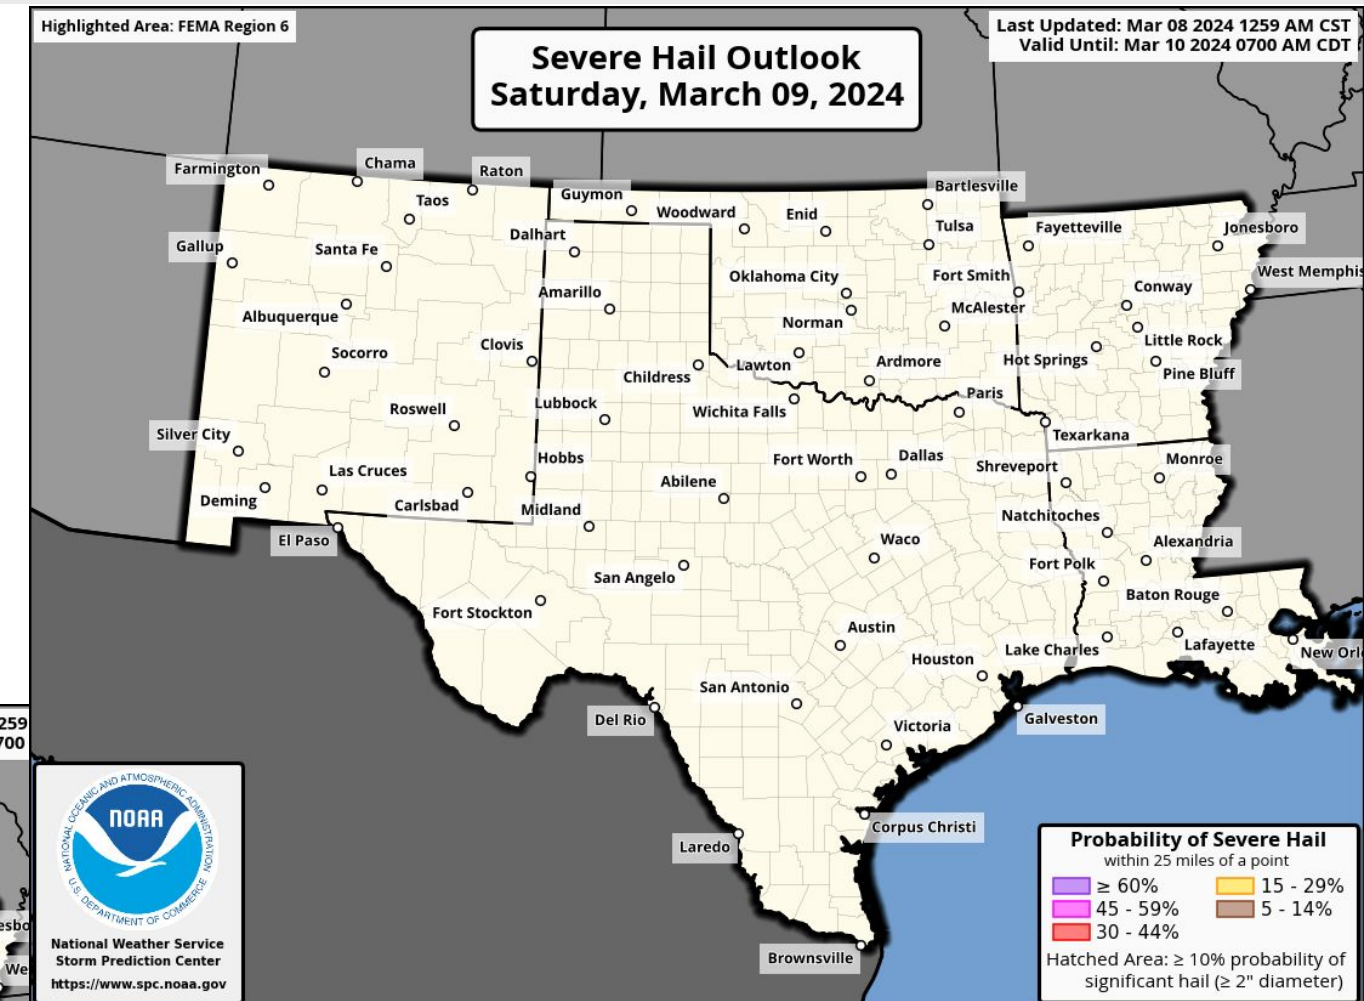 Highlighted Area: FEMA Region 6
Severe Hail Outlook
Saturday, March 09, 2024
Last Updated: Mar 08 2024 1259 AM CST
Valid Until: Mar 10 2024 0700 AM CDT
Farmington
Chama
Raton
Taos
Guymon
Woodward
Enid
Bartlesville
Tulsa
Fayetteville
Jonesboro
Gallup
Santa Fe
Dalhart
Oklahoma City
Fort Smith
West Memphis
Amarillo
Conway
Albuquerque
Norman
McAlester
Socorro
Clovis
Little Rock
Childress
Lawton
Ardmore
Hot Springs
Pine Bluff
Roswell
Lubbock
Wichita Falls
Paris
Silver City
Texarkana
Las Cruces
Hobbs
Fort Worth
Dallas
Shreveport
Monroe
Deming
Carlsbad
Midland
Abilene
Natchitoches
El Paso
Waco
Alexandria
San Angelo
Fort Polk
Fort Stockton
Baton Rouge
Austin
Houston
Lake Charles
Lafayette
New Orl
San Antonio
Del Rio
Victoria
Galveston
1259
700
Corpus Christi
Laredo
Brownsville
esbo
We
NATIONAL OCEANIC AND ATMOSPHERIC ADMINISTRATION
NOAA
U.S. DEPARTMENT OF COMMERCE
National Weather Service
Storm Prediction Center
https://www.spc.noaa.gov
Probability of Severe Hail
within 25 miles of a point
≥ 60%
15 - 29%
45 - 59%
5 - 14%
30 - 44%
Hatched Area: ≥ 10% probability of
significant hail (≥ 2" diameter)